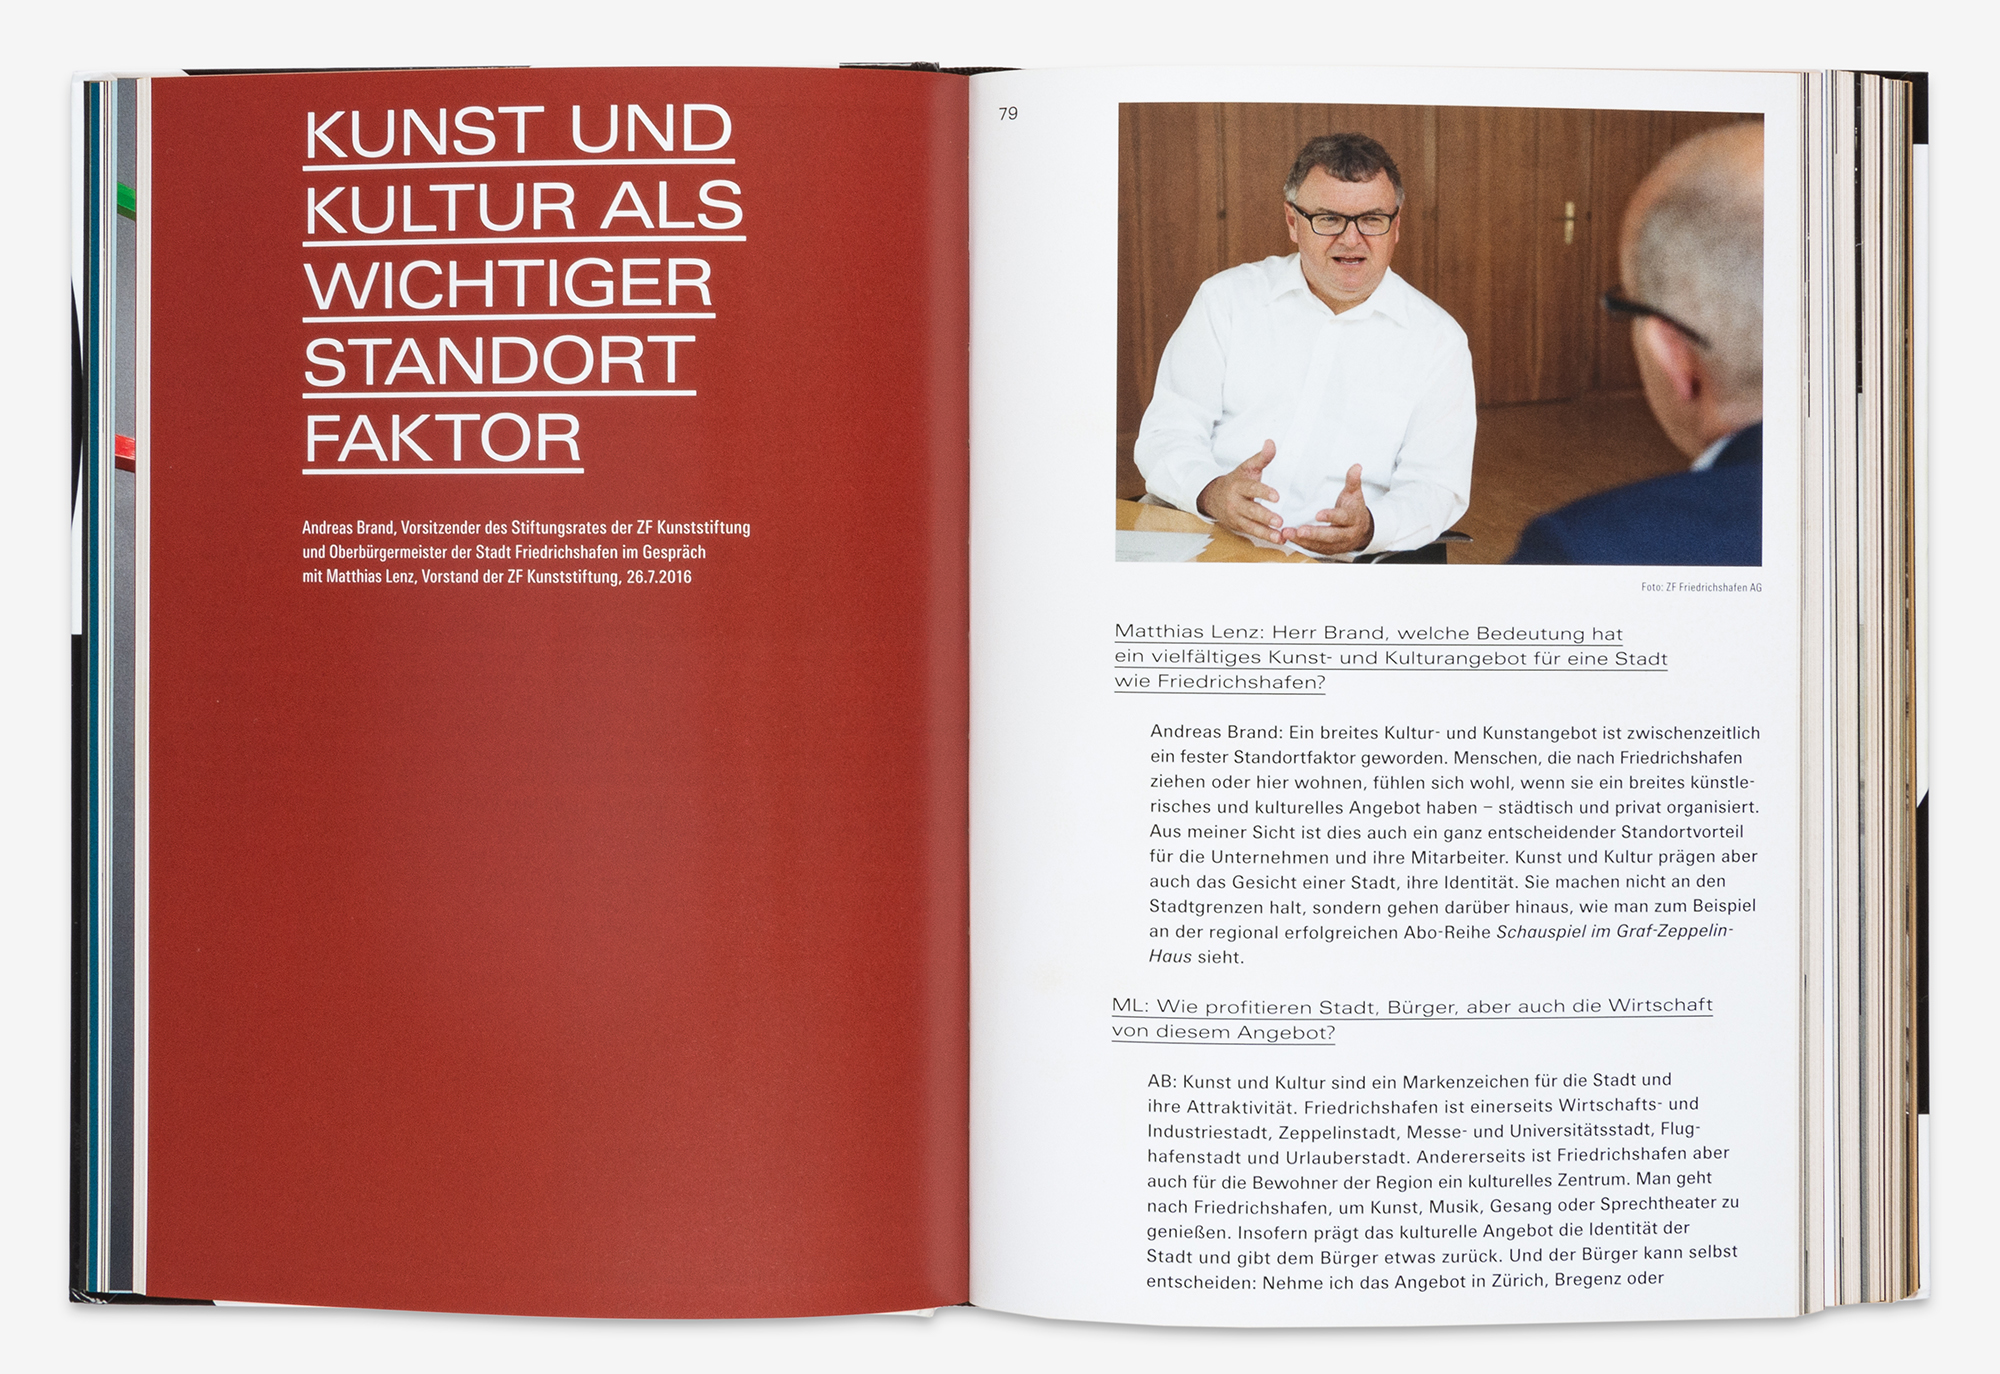 KUNST UND
KULTUR ALS
WICHTIGER
STANDORT
FAKTOR
Andreas Brand, Vorsitzender des Stiftungsrates der ZF Kunststiftung
und Oberbürgermeister der Stadt Friedrichshafen im Gespräch
mit Matthias Lenz, Vorstand der ZF Kunststiftung, 26.7.2016
79
Foto: ZF Friedrichshafen AG
Matthias Lenz: Herr Brand, welche Bedeutung hat
ein vielfältiges Kunst- und Kulturangebot für eine Stadt
wie Friedrichshafen?
Andreas Brand: Ein breites Kultur- und Kunstangebot ist zwischenzeitlich
ein fester Standortfaktor geworden. Menschen, die nach Friedrichshafen
ziehen oder hier wohnen, fühlen sich wohl, wenn sie ein breites künstle-
risches und kulturelles Angebot haben – städtisch und privat organisiert.
Aus meiner Sicht ist dies auch ein ganz entscheidender Standortvorteil
für die Unternehmen und ihre Mitarbeiter. Kunst und Kultur prägen aber
auch das Gesicht einer Stadt, ihre Identität. Sie machen nicht an den
Stadtgrenzen halt, sondern gehen darüber hinaus, wie man zum Beispiel
an der regional erfolgreichen Abo-Reihe Schauspiel im Graf-Zeppelin-
Haus sieht.
ML: Wie profitieren Stadt, Bürger, aber auch die Wirtschaft
von diesem Angebot?
AB: Kunst und Kultur sind ein Markenzeichen für die Stadt und
ihre Attraktivität. Friedrichshafen ist einerseits Wirtschafts- und
Industriestadt, Zeppelinstadt, Messe- und Universitätsstadt, Flug-
hafenstadt und Urlauberstadt. Andererseits ist Friedrichshafen aber
auch für die Bewohner der Region ein kulturelles Zentrum. Man geht
nach Friedrichshafen, um Kunst, Musik, Gesang oder Sprechtheater zu
genießen. Insofern prägt das kulturelle Angebot die Identität der
Stadt und gibt dem Bürger etwas zurück. Und der Bürger kann selbst
entscheiden: Nehme ich das Angebot in Zürich, Bregenz oder